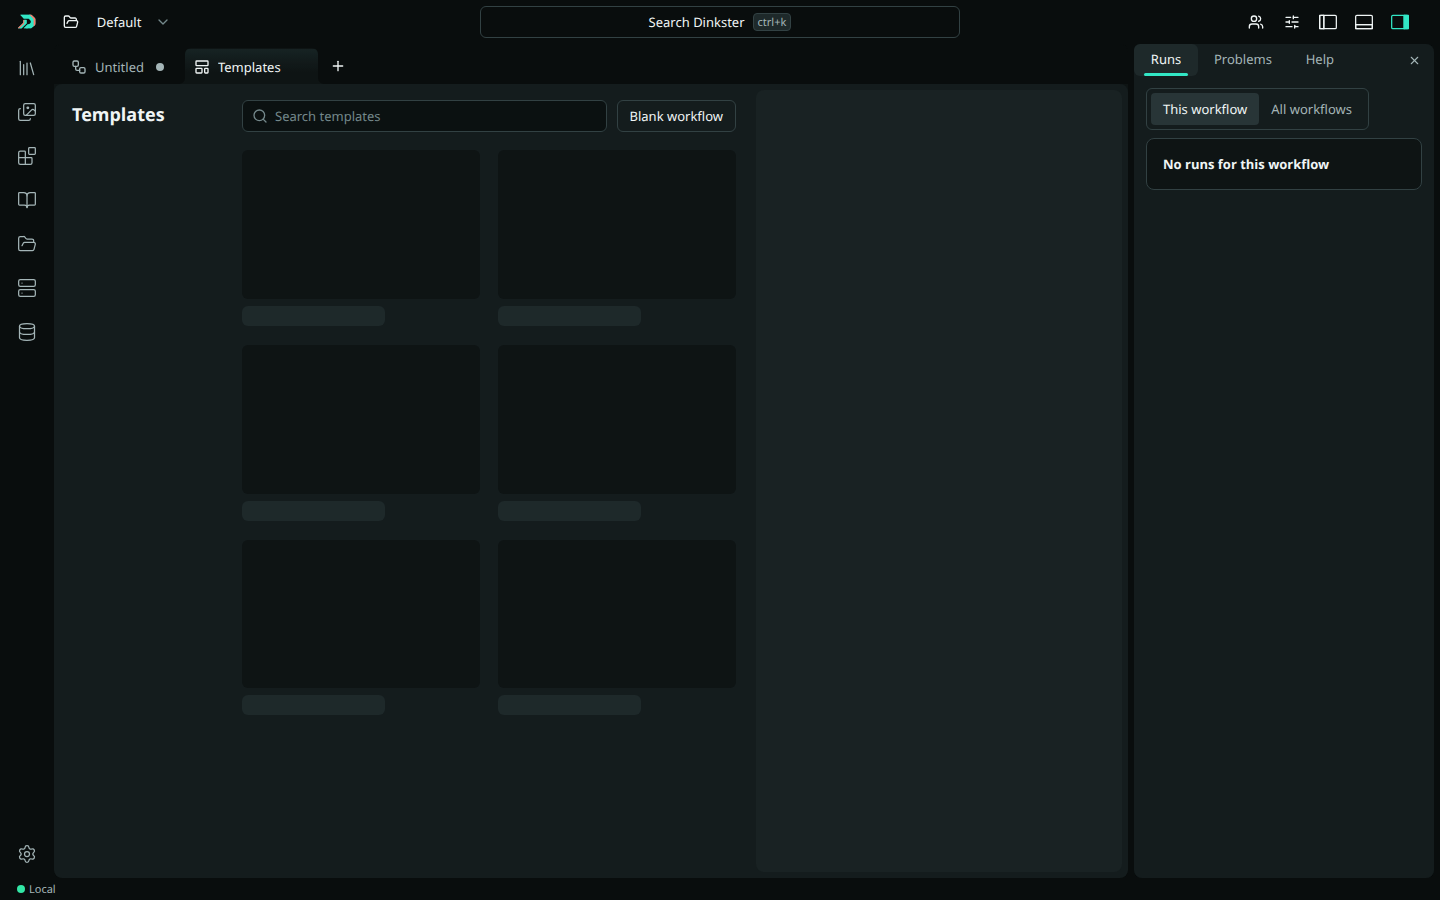 Default
Search Dinkster ctrl+k
Untitled
Templates
Runs
Problems
Help
Templates
Search templates
Blank workflow
This workflow
All workflows
No runs for this workflow
Local